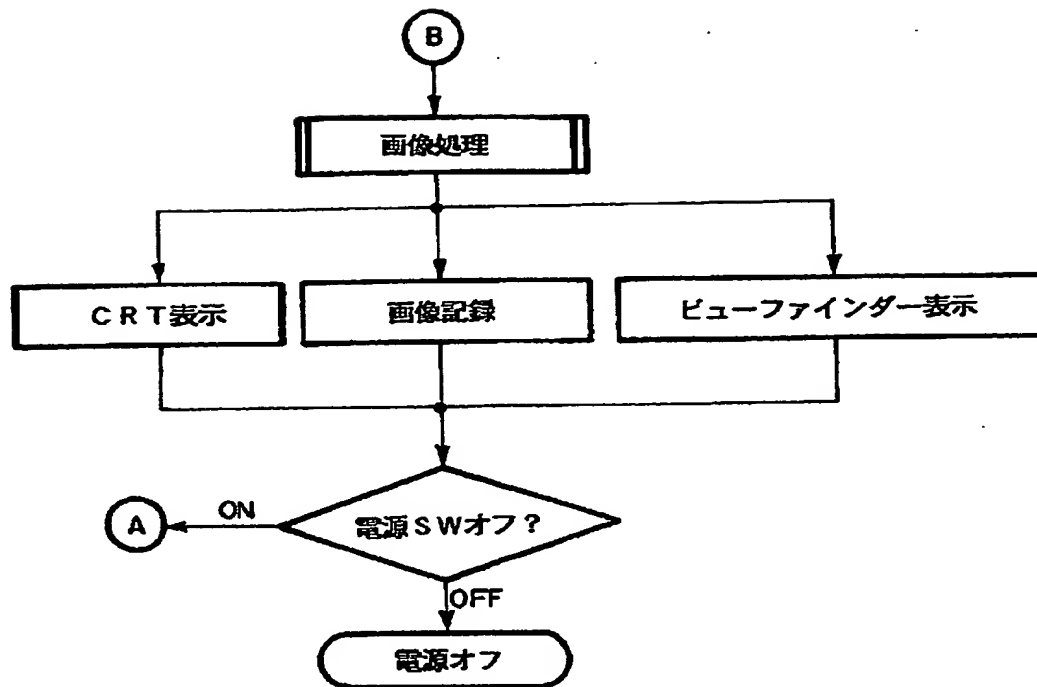 B
画像処理
CRT表示
画像記録
ビューファインダー表示
電源SWオフ?
ON
A
OFF
電源オフ